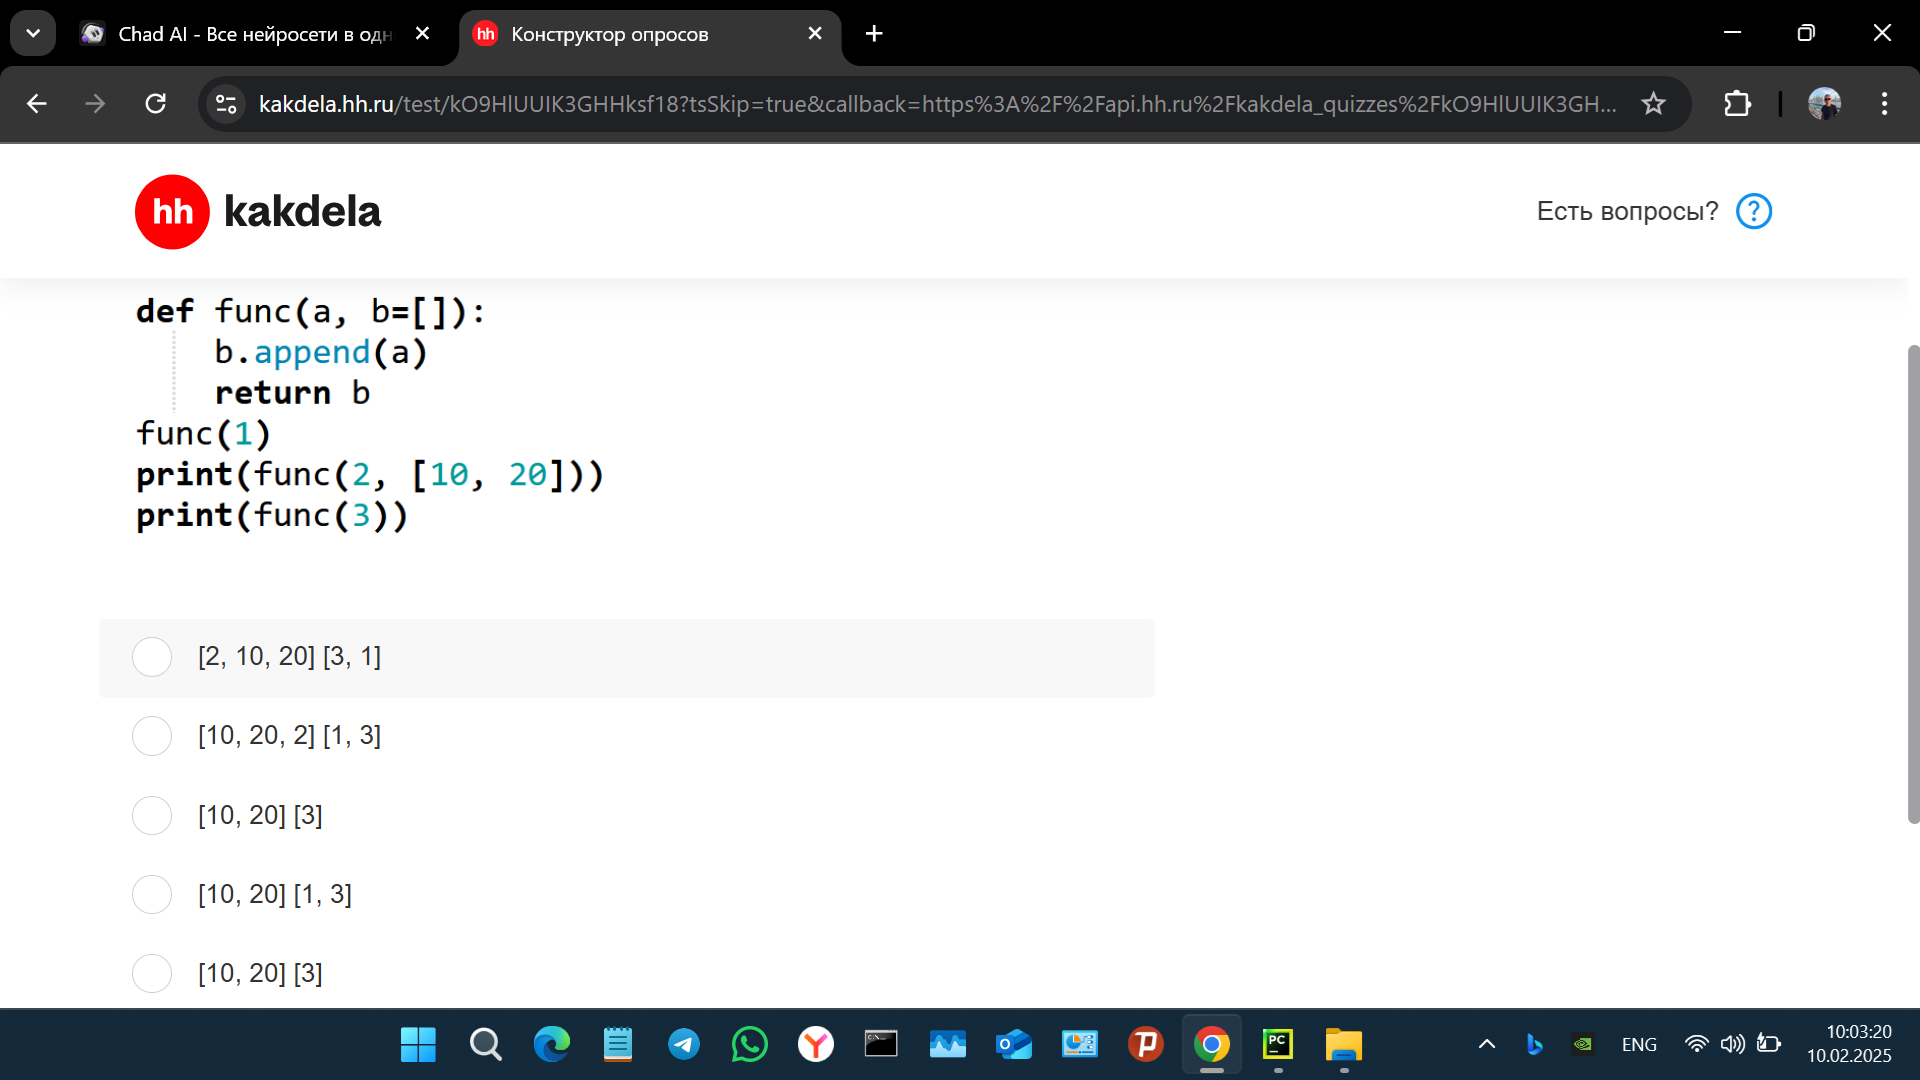 Chad AI - Все нейросети в одн
hh Конструктор опросов
kakdela.hh.ru/test/kO9HlUUIK3GHHksf18?tsSkip=true&callback=https%3A%2F%2Fapi.hh.ru%2Fkakdela_quizzes%2FkO9HlUUIK3GH...
hh kakdela
Есть вопросы? ?
def func(a, b=[]):
    b.append(a)
    return b
func(1)
print(func(2, [10, 20]))
print(func(3))
[2, 10, 20] [3, 1]
[10, 20, 2] [1, 3]
[10, 20] [3]
[10, 20] [1, 3]
[10, 20] [3]
PC
ENG
10:03:20
10.02.2025